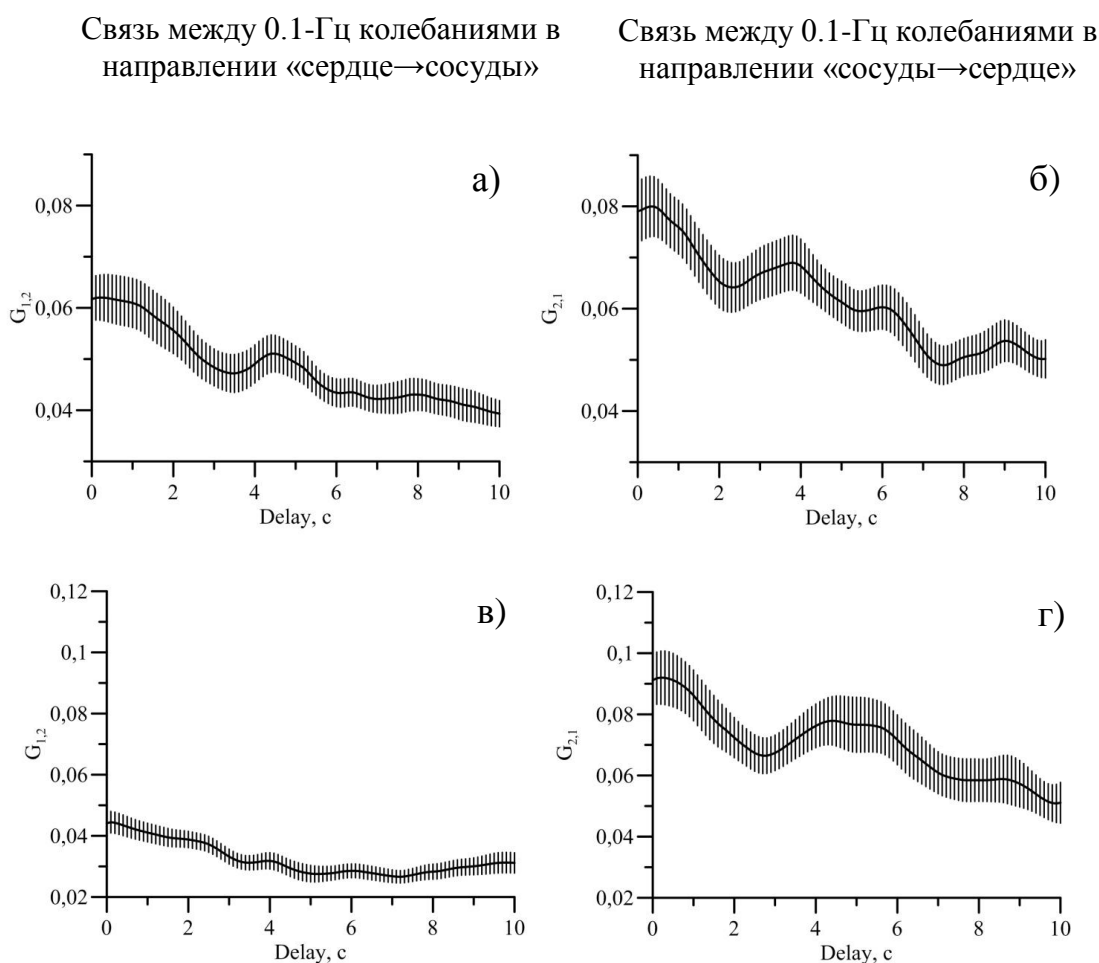 Связь между 0.1-Гц колебаниями в
направлении «сердце→сосуды»
Связь между 0.1-Гц колебаниями в
направлении «сосуды→сердце»
а)
0,08
0,06
0,04
G1,2
0 2 4 6 8 10
Delay, с
б)
0,08
0,06
0,04
G2,1
0 2 4 6 8 10
Delay, с
в)
0,12
0,1
0,08
0,06
0,04
0,02
G1,2
0 2 4 6 8 10
Delay, с
г)
0,12
0,1
0,08
0,06
0,04
0,02
G2,1
0 2 4 6 8 10
Delay, с